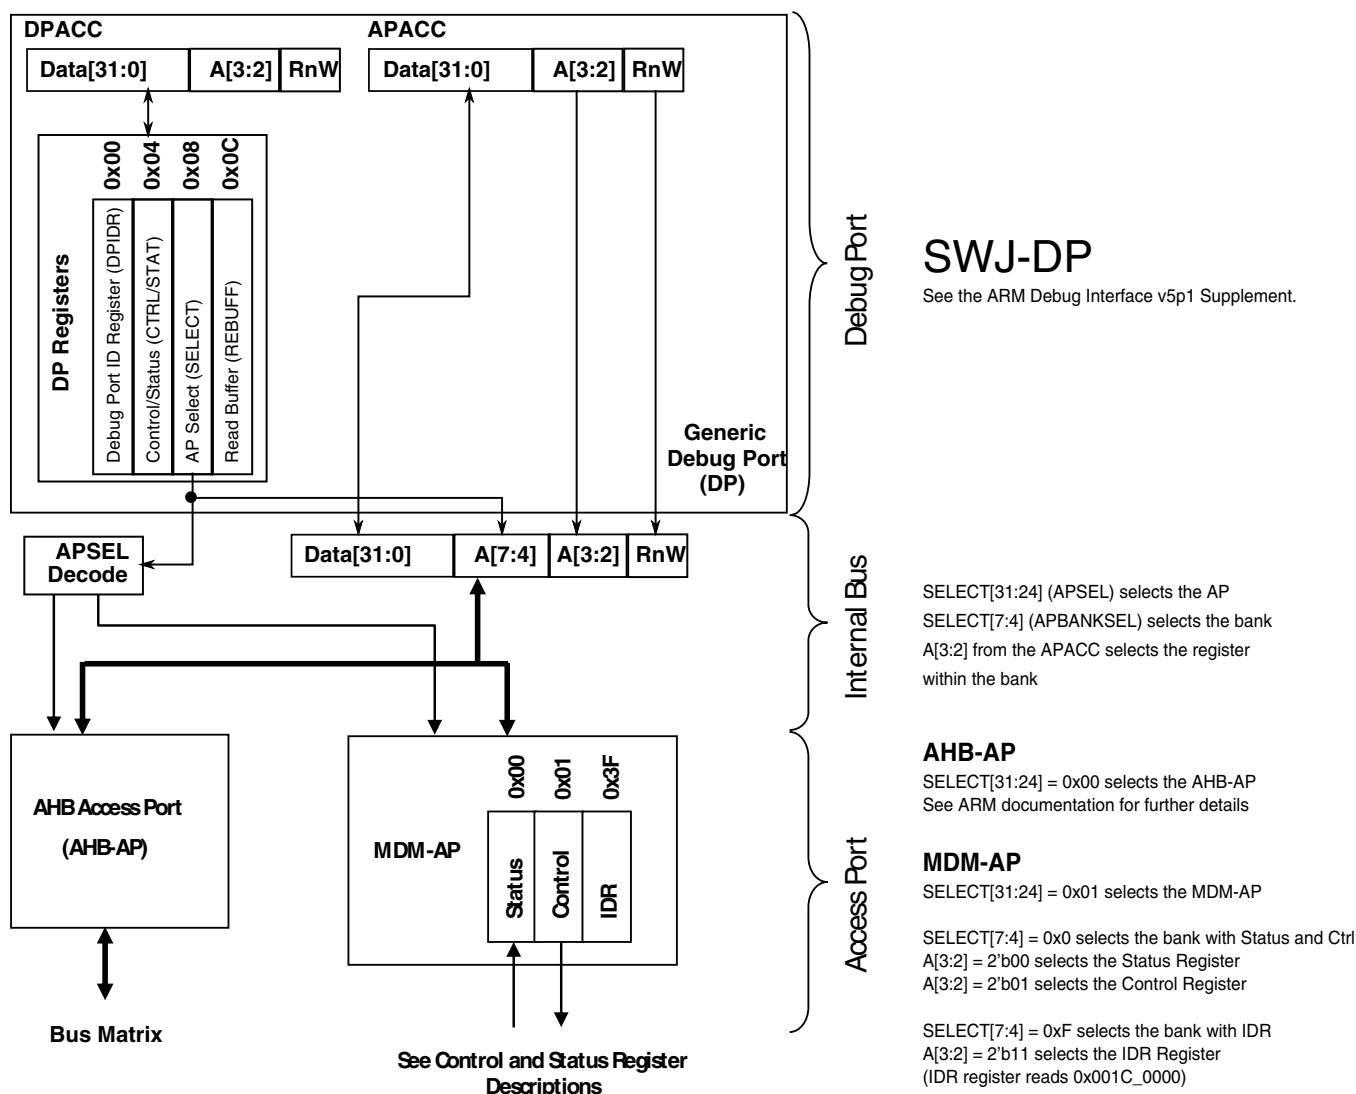 DPACC
APACC
Data[31:0] A[3:2] RnW
Data[31:0] A[3:2] RnW
0x00
0x04
0x08
0x0C
DP Registers
Debug Port ID Register (DPIDR)
Control/Status (CTRL/STAT)
AP Select (SELECT)
Read Buffer (REBUFF)
Generic
Debug Port
(DP)
Debug Port
SWJ-DP
See the ARM Debug Interface v5p1 Supplement.
APSEL
Decode
Data[31:0] A[7:4] A[3:2] RnW
Internal Bus
SELECT[31:24] (APSEL) selects the AP
SELECT[7:4] (APBANKSEL) selects the bank
A[3:2] from the APACC selects the register
within the bank
AHB Access Port
(AHB-AP)
Bus Matrix
MDM-AP
0x00
0x01
0x3F
Status
Control
IDR
See Control and Status Register
Descriptions
Access Port
AHB-AP
SELECT[31:24] = 0x00 selects the AHB-AP
See ARM documentation for further details
MDM-AP
SELECT[31:24] = 0x01 selects the MDM-AP
SELECT[7:4] = 0x0 selects the bank with Status and Ctrl
A[3:2] = 2'b00 selects the Status Register
A[3:2] = 2'b01 selects the Control Register
SELECT[7:4] = 0xF selects the bank with IDR
A[3:2] = 2'b11 selects the IDR Register
(IDR register reads 0x001C_0000)